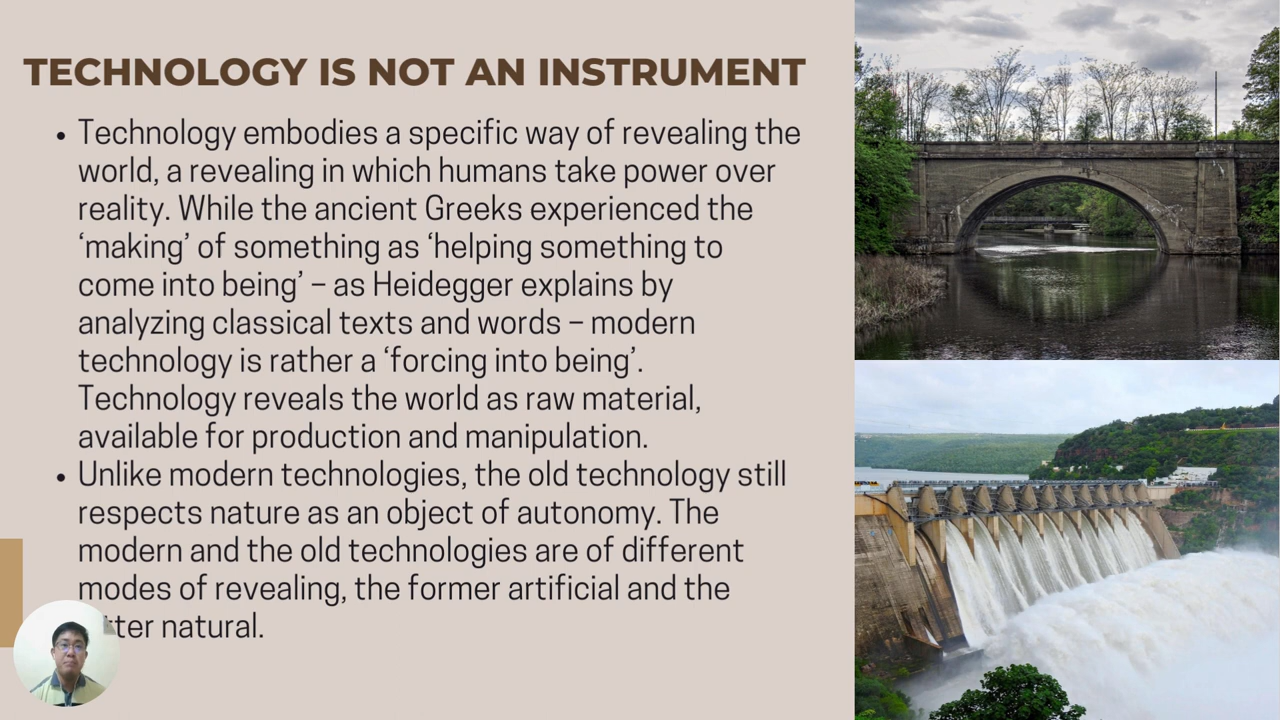 TECHNOLOGY IS NOT AN INSTRUMENT
• Technology embodies a specific way of revealing the
world, a revealing in which humans take power over
reality. While the ancient Greeks experienced the
‘making’ of something as ‘helping something to
come into being’ – as Heidegger explains by
analyzing classical texts and words – modern
technology is rather a ‘forcing into being’.
Technology reveals the world as raw material,
available for production and manipulation.
• Unlike modern technologies, the old technology still
respects nature as an object of autonomy. The
modern and the old technologies are of different
modes of revealing, the former artificial and the
tter natural.